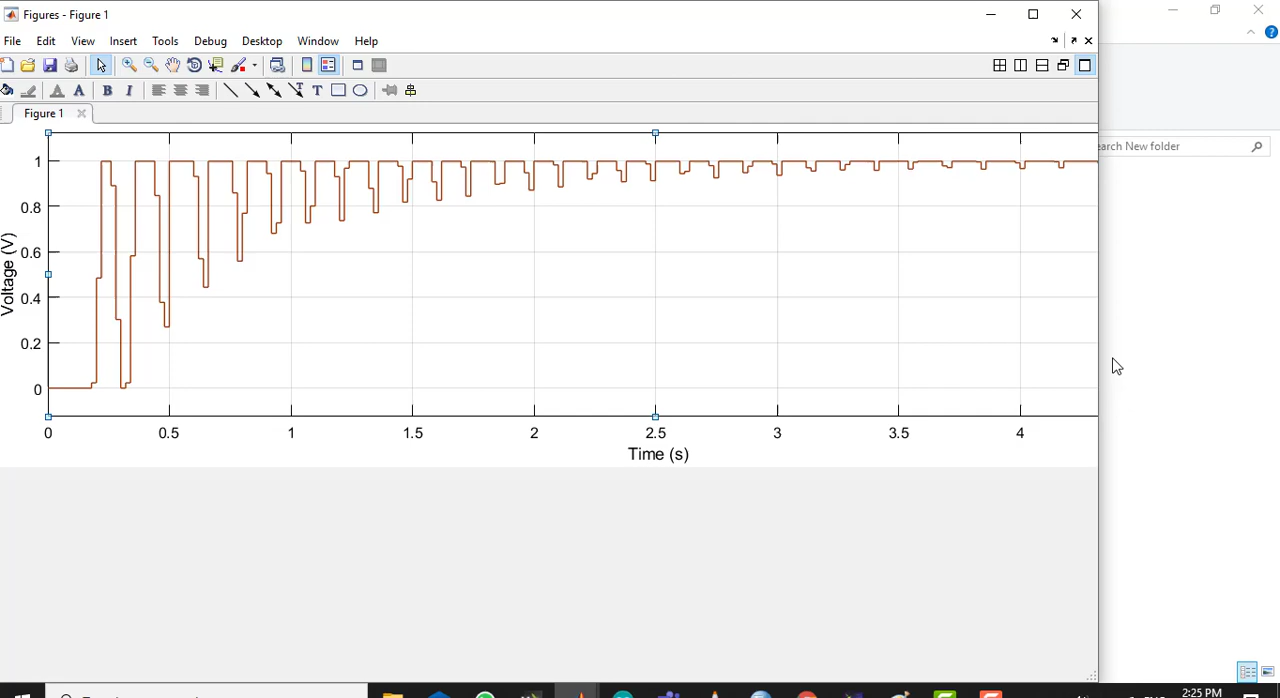 Figures - Figure 1
File Edit View Insert Tools Debug Desktop Window Help
Figure 1
Search New folder
Voltage (V)
1
0.8
0.6
0.4
0.2
0
0 0.5 1 1.5 2 2.5 3 3.5 4
Time (s)
2:25 PM